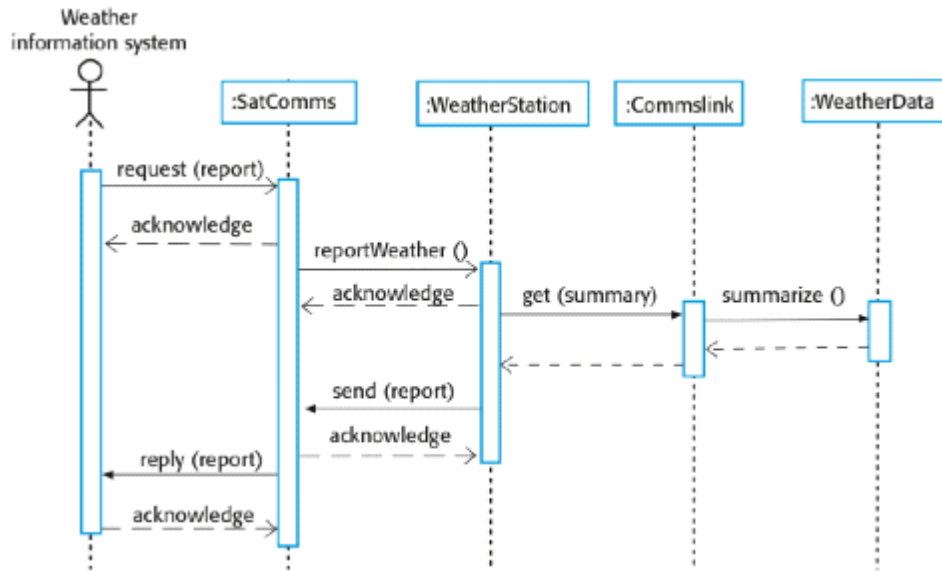 Weather
information system
:SatComms
:WeatherStation
:Commslink
:WeatherData
request (report)
acknowledge
reportWeather ()
acknowledge
get (summary)
summarize ()
send (report)
acknowledge
reply (report)
acknowledge